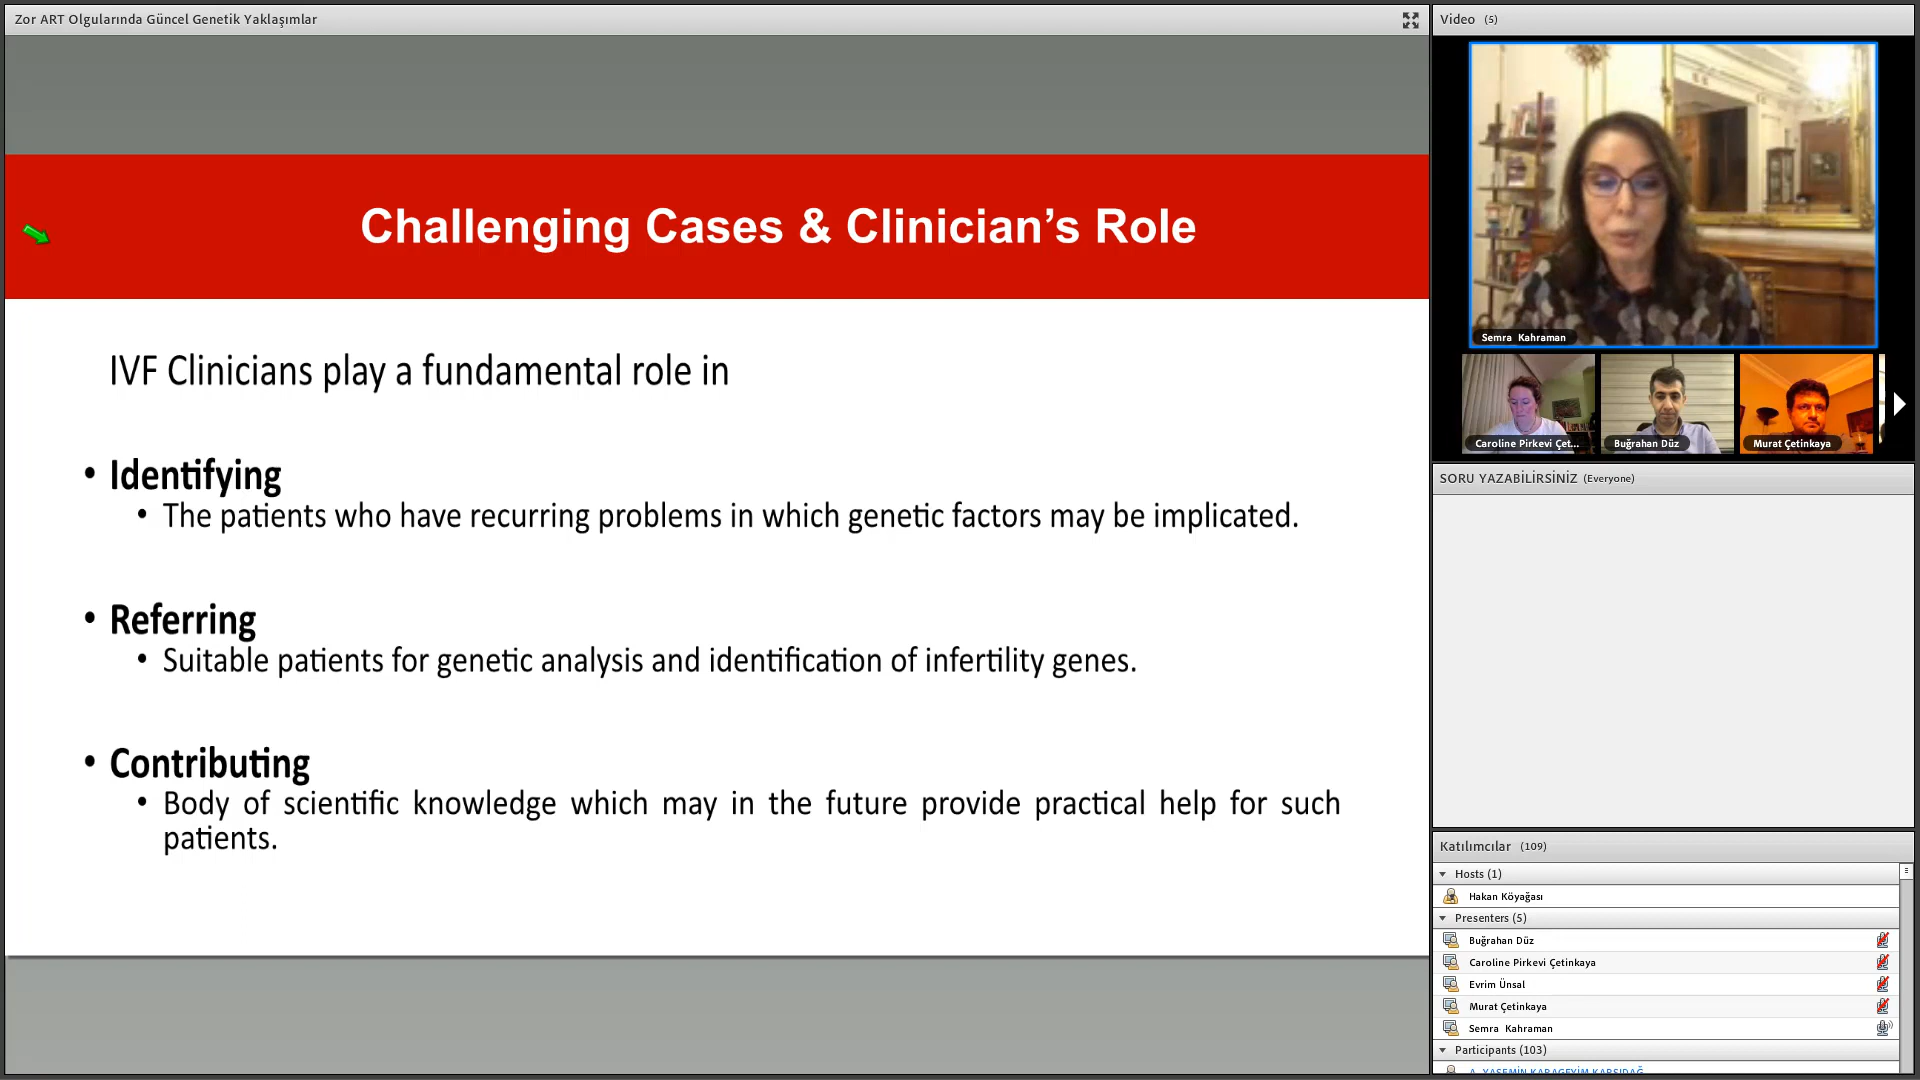 Zor ART Olgularında Güncel Genetik Yaklaşımlar
Challenging Cases & Clinician’s Role
IVF Clinicians play a fundamental role in
• Identifying
• The patients who have recurring problems in which genetic factors may be implicated.
• Referring
• Suitable patients for genetic analysis and identification of infertility genes.
• Contributing
• Body of scientific knowledge which may in the future provide practical help for such
patients.
Video (5)
Semra Kahraman
Caroline Pirkevi Çet...
Buğrahan Düz
Murat Çetinkaya
SORU YAZABİLİRSİNİZ (Everyone)
Katılımcılar (109)
Hosts (1)
Hakan Köyağası
Presenters (5)
Buğrahan Düz
Caroline Pirkevi Çetinkaya
Evrim Ünsal
Murat Çetinkaya
Semra Kahraman
Participants (103)